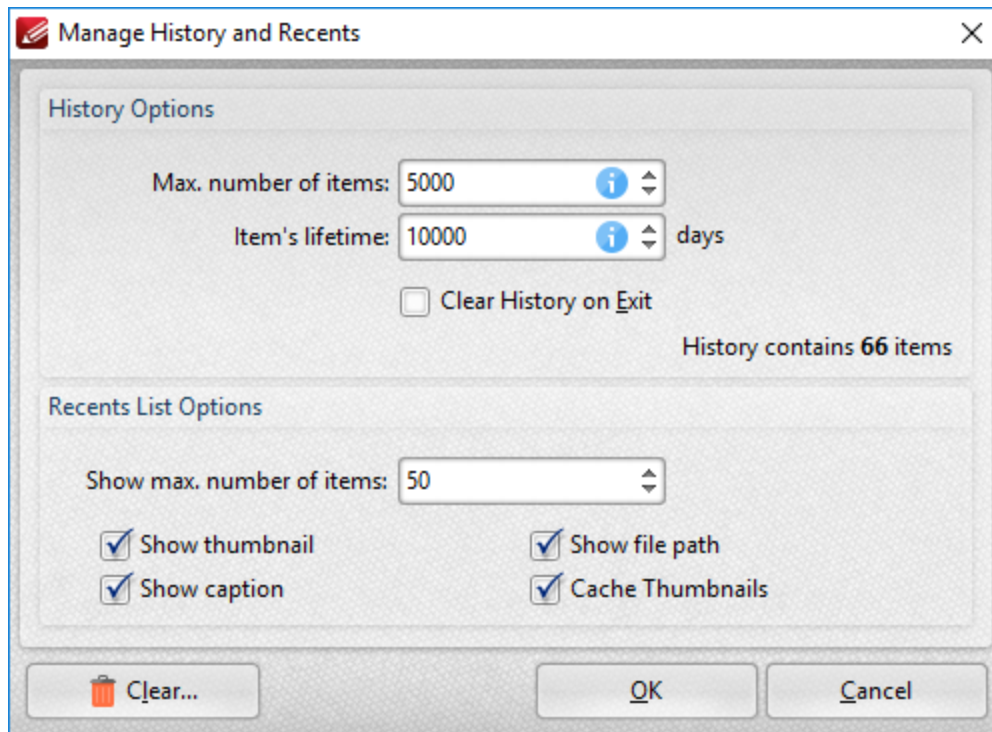 Manage History and Recents
History Options
Max. number of items: 5000
Item's lifetime: 10000 days
Clear History on Exit
History contains 66 items
Recents List Options
Show max. number of items: 50
Show thumbnail Show file path
Show caption Cache Thumbnails
Clear... OK Cancel